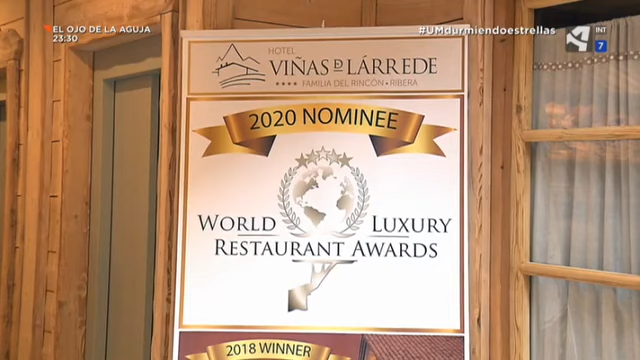 EL OJO DE LA AGUJA
23:30
#UMdurmiendoestrellas
INT
7
HOTEL
VIÑAS D LÁRREDE
**** FAMILIA DEL RINCÓN • RIBERA
2020 NOMINEE
WORLD LUXURY
RESTAURANT AWARDS
2018 WINNER